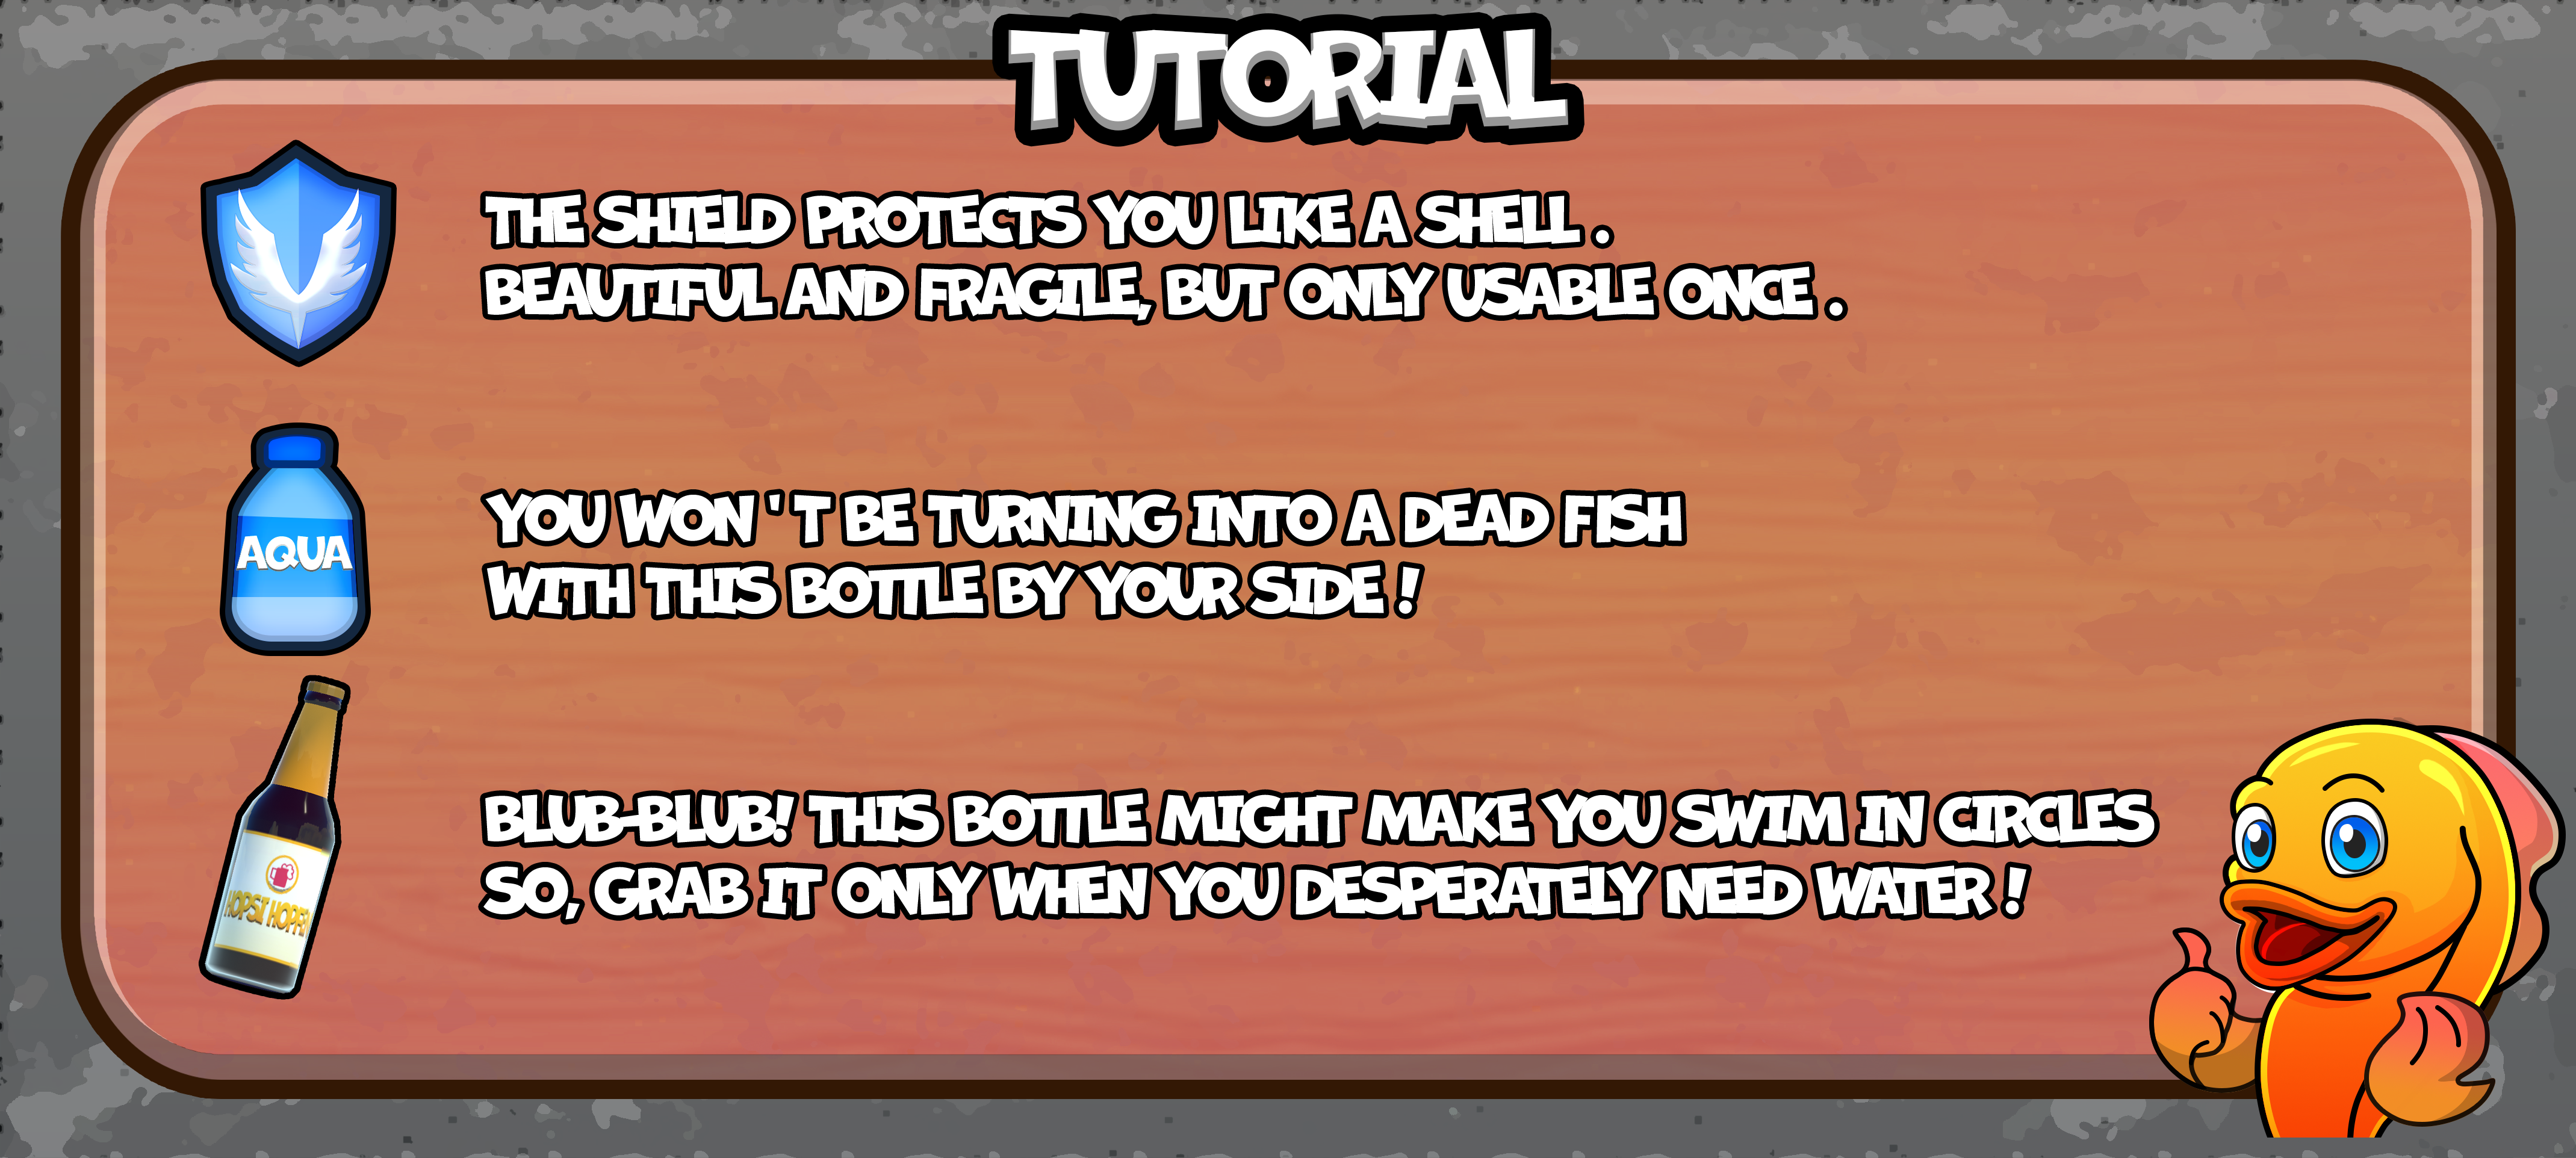 TUTORIAL
THE SHIELD PROTECTS YOU LIKE A SHELL .
BEAUTIFUL AND FRAGILE, BUT ONLY USABLE ONCE .
AQUA
YOU WON ' T BE TURNING INTO A DEAD FISH
WITH THIS BOTTLE BY YOUR SIDE !
BLUB-BLUB! THIS BOTTLE MIGHT MAKE YOU SWIM IN CIRCLES
SO, GRAB IT ONLY WHEN YOU DESPERATELY NEED WATER !
HOPSI